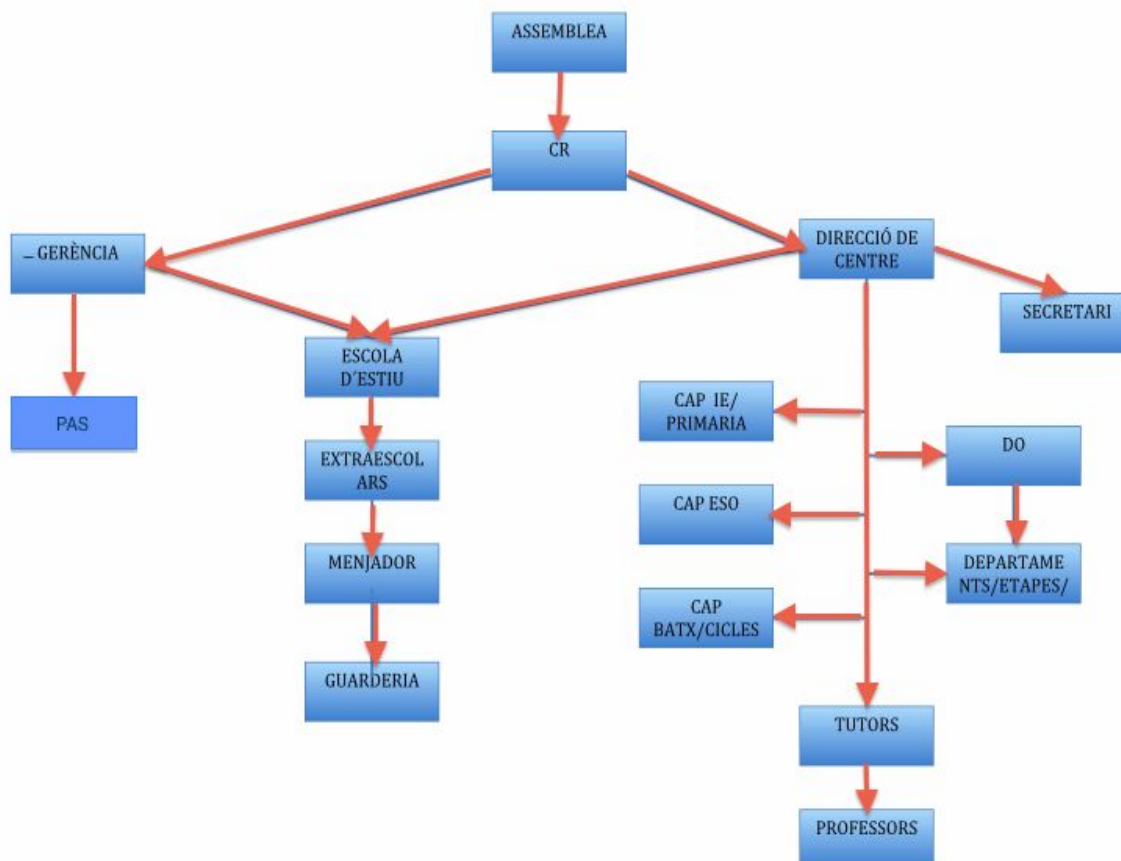 ASSEMBLEA
CR
_ GERÈNCIA
DIRECCIÓ DE
CENTRE
SECRETARI
ESCOLA
D´ESTIU
CAP IE/
PRIMARIA
PAS
EXTRAESCOL
ARS
DO
CAP ESO
MENJADOR
DEPARTAME
NTS/ETAPES/
CAP
BATX/CICLES
GUARDERIA
TUTORS
PROFESSORS